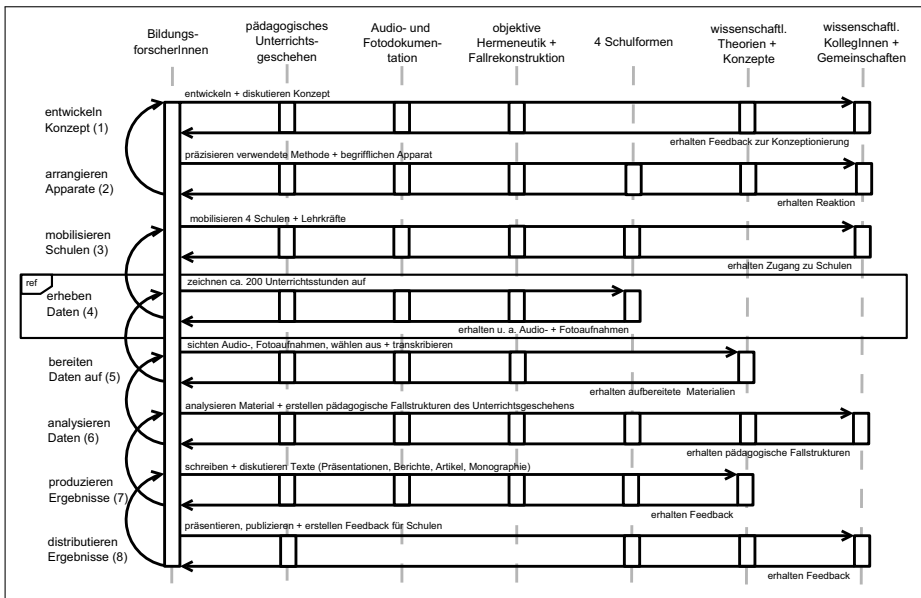 Bildungs-
forscherInnen
pädagogisches
Unterrichts-
geschehen
Audio- und
Fotodokumen-
tation
objektive
Hermeneutik +
Fallrekonstruktion
4 Schulformen
wissenschaftl.
Theorien +
Konzepte
wissenschaftl.
KollegInnen +
Gemeinschaften
entwickeln
Konzept (1)
entwickeln + diskutieren Konzept
erhalten Feedback zur Konzeptionierung
arrangieren
Apparate (2)
präzisieren verwendete Methode + begrifflichen Apparat
erhalten Reaktion
mobilisieren
Schulen (3)
mobilisieren 4 Schulen + Lehrkräfte
erhalten Zugang zu Schulen
ref
erheben
Daten (4)
zeichnen ca. 200 Unterrichtsstunden auf
erhalten u. a. Audio- + Fotoaufnahmen
bereiten
Daten auf (5)
sichten Audio-, Fotoaufnahmen, wählen aus + transkribieren
erhalten aufbereitete Materialien
analysieren
Daten (6)
analysieren Material + erstellen pädagogische Fallstrukturen des Unterrichtsgeschehens
erhalten pädagogische Fallstrukturen
produzieren
Ergebnisse (7)
schreiben + diskutieren Texte (Präsentationen, Berichte, Artikel, Monographie)
erhalten Feedback
distributieren
Ergebnisse (8)
präsentieren, publizieren + erstellen Feedback für Schulen
erhalten Feedback